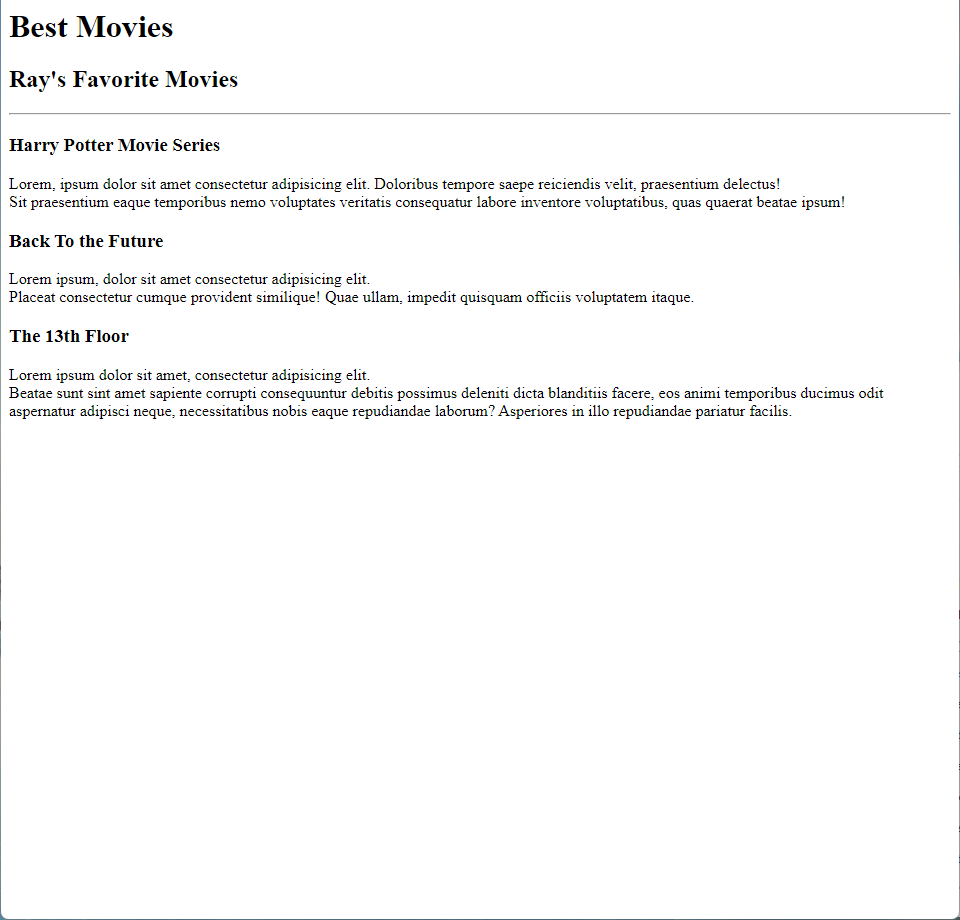 Best Movies
Ray's Favorite Movies
Harry Potter Movie Series
Lorem, ipsum dolor sit amet consectetur adipisicing elit. Doloribus tempore saepe reiciendis velit, praesentium delectus!
Sit praesentium eaque temporibus nemo voluptates veritatis consequatur labore inventore voluptatibus, quas quaerat beatae ipsum!
Back To the Future
Lorem ipsum, dolor sit amet consectetur adipisicing elit.
Placeat consectetur cumque provident similique! Quae ullam, impedit quisquam officiis voluptatem itaque.
The 13th Floor
Lorem ipsum dolor sit amet, consectetur adipisicing elit.
Beatae sunt sint amet sapiente corrupti consequuntur debitis possimus deleniti dicta blanditiis facere, eos animi temporibus ducimus odit
aspernatur adipisci neque, necessitatibus nobis eaque repudiandae laborum? Asperiores in illo repudiandae pariatur facilis.